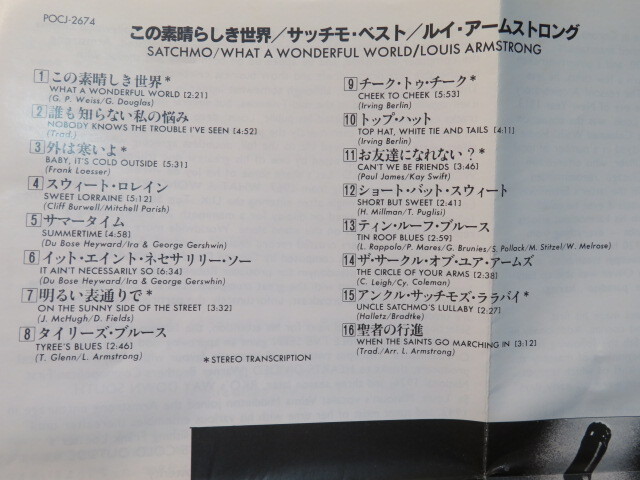 POCJ-2674
この素晴らしき世界／サッチモ・ベスト／ルイ・アームストロング
SATCHMO/WHAT A WONDERFUL WORLD/LOUIS ARMSTRONG
1 この素晴しき世界*
WHAT A WONDERFUL WORLD [2:21]
(G. P. Weiss/G. Douglas)
2 誰も知らない私の悩み
NOBODY KNOWS THE TROUBLE I'VE SEEN [4:52]
(Trad.)
3 外は寒いよ*
BABY, IT'S COLD OUTSIDE [5:31]
(Frank Loesser)
4 スウィート・ロレイン
SWEET LORRAINE [5:12]
(Cliff Burwell/Mitchell Parish)
5 サマータイム
SUMMERTIME [4:58]
(Du Bose Heyward/Ira & George Gershwin)
6 イット・エイント・ネセサリリー・ソー
IT AIN'T NECESSARILY SO [6:34]
(Du Bose Heyward/Ira & George Gerswhin)
7 明るい表通りで*
ON THE SUNNY SIDE OF THE STREET [3:32]
(J. McHugh/D. Fields)
8 タイリーズ・ブルース
TYREE'S BLUES [2:46]
(T. Glenn/L. Armstrong)
*STEREO TRANSCRIPTION
9 チーク・トゥ・チーク*
CHEEK TO CHEEK [5:53]
(Irving Berlin)
10 トップ・ハット
TOP HAT, WHITE TIE AND TAILS [4:11]
(Irving Berlin)
11 お友達になれない？*
CAN'T WE BE FRIENDS [3:46]
(Paul James/Kay Swift)
12 ショート・バット・スウィート
SHORT BUT SWEET [2:41]
(H. Millman/T. Puglisi)
13 ティン・ルーフ・ブルース
TIN ROOF BLUES [2:59]
(L. Rappolo/P. Mares/G. Brunies/S. Pollack/M. Stitzel/W. Melrose)
14 ザ・サークル・オブ・ユア・アームズ
THE CIRCLE OF YOUR ARMS [2:38]
(C. Leigh/Cy. Coleman)
15 アンクル・サッチモズ・ララバイ*
UNCLE SATCHMO'S LULLABY [2:27]
(Halletz/Bradtke)
16 聖者の行進
WHEN THE SAINTS GO MARCHING IN [3:12]
(Trad./Arr. L. Armstrong)